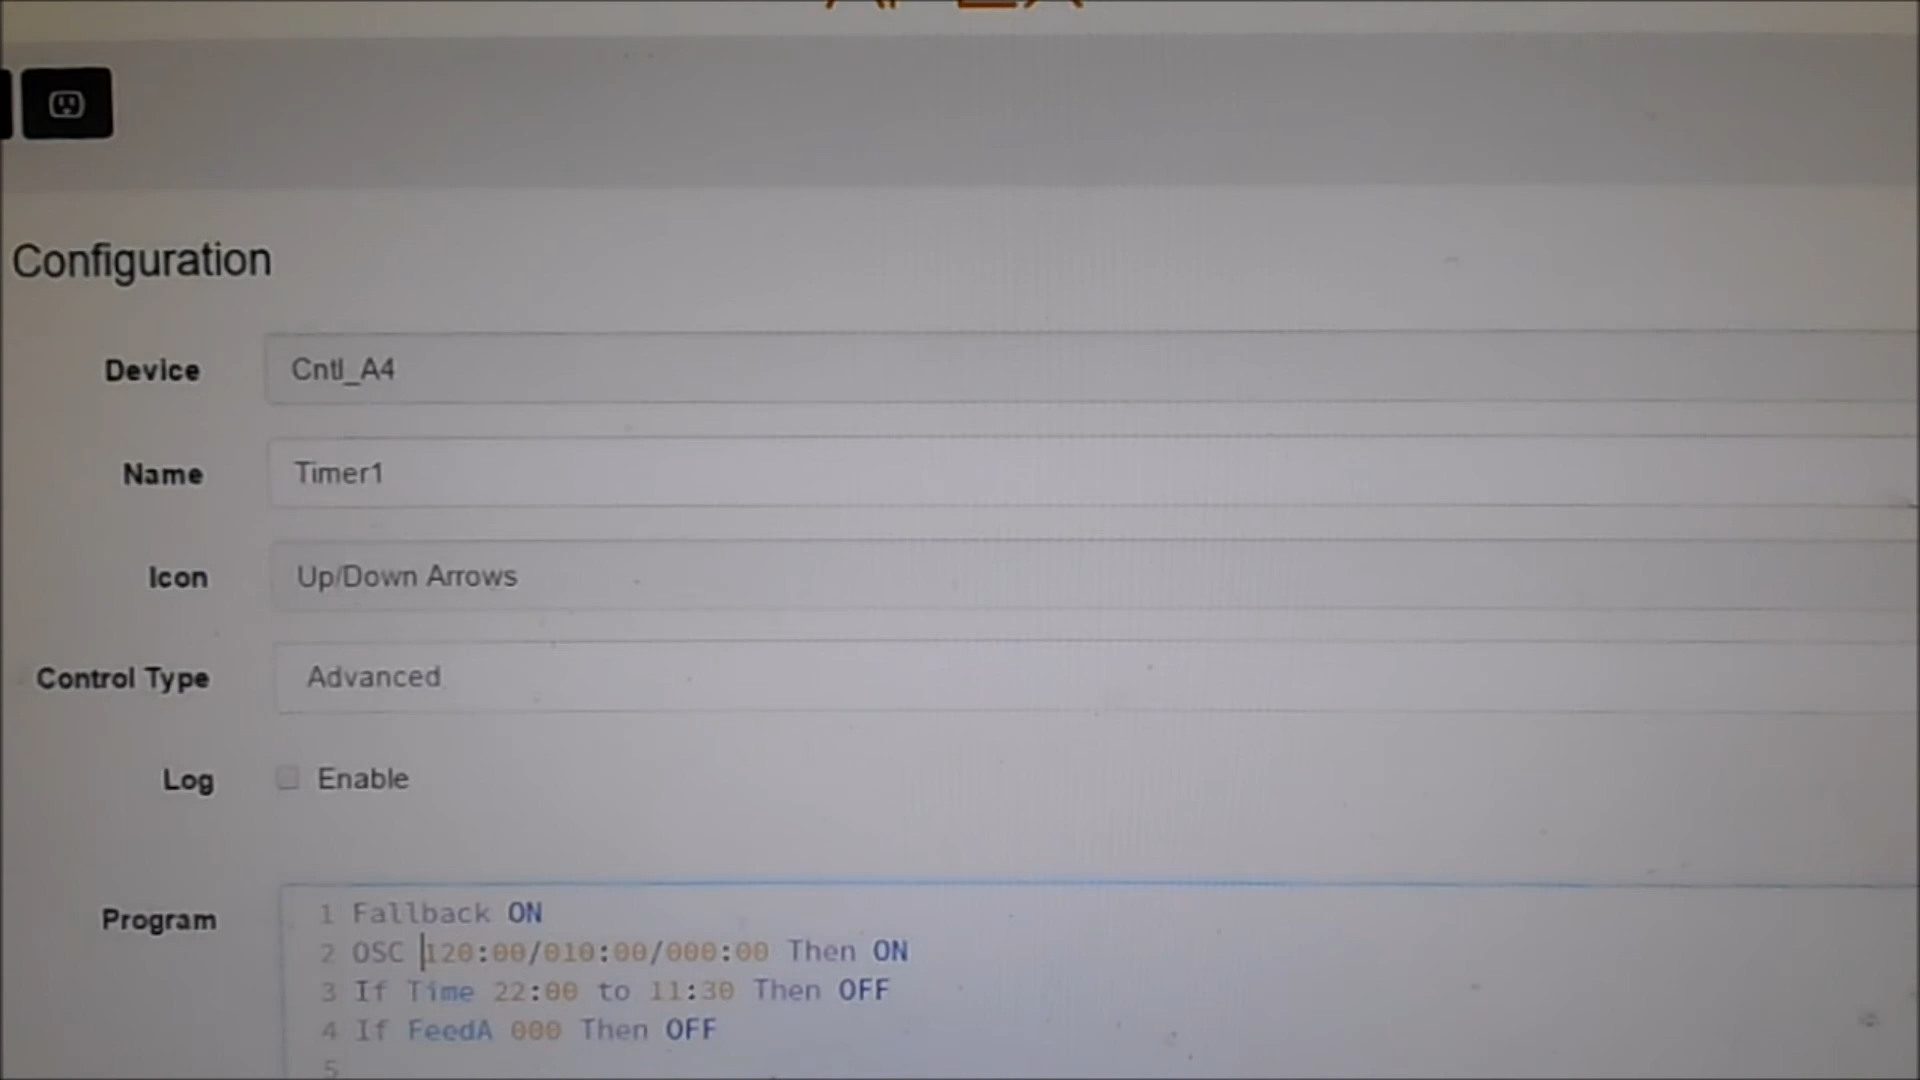 Configuration
Device Cntl_A4
Name Timer1
Icon Up/Down Arrows
Control Type Advanced
Log Enable
Program
1 Fallback ON
2 OSC 120:00/010:00/000:00 Then ON
3 If Time 22:00 to 11:30 Then OFF
4 If FeedA 000 Then OFF
5